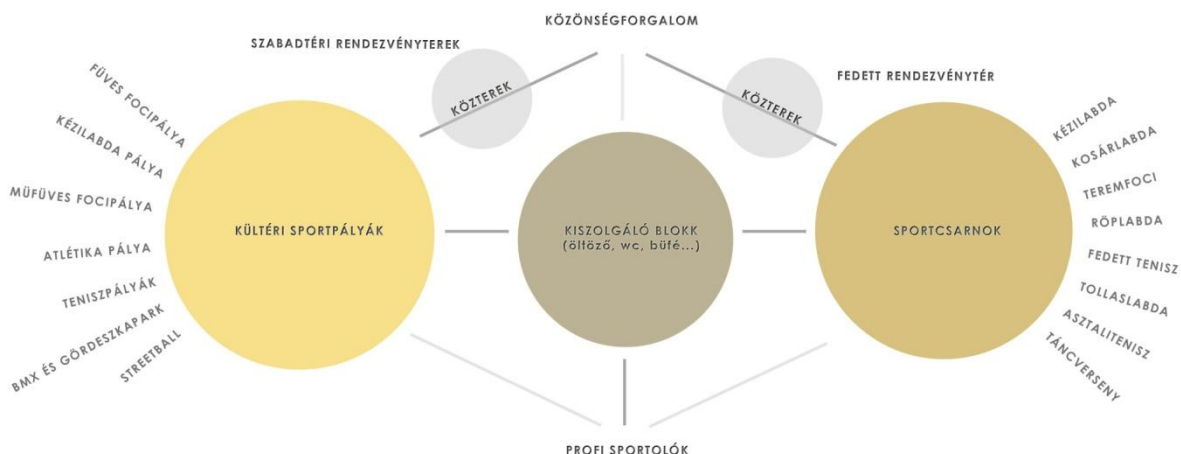 KÖZÖNSÉGFORGALOM
SZABADTÉRI RENDEZVÉNYTEREK
FEDETT RENDEZVÉNYTÉR
KÖZTEREK
KÖZTEREK
FÜVES FOCIPÁLYA
KÉZILABDA PÁLYA
MŰFÜVES FOCIPÁLYA
ATLÉTIKA PÁLYA
TENISZPÁLYÁK
BMX ÉS GÖRDESZKAPARK
STREETBALL
KÜLTÉRI SPORTPÁLYÁK
KISZOLGÁLÓ BLOKK
(öltöző, wc, büfé...)
SPORTCSARNOK
KÉZILABDA
KOSÁRLABDA
TEREMFOCI
RÖPLABDA
FEDETT TENISZ
TOLLASLABDA
ASZTALITENISZ
TÁNCVERSENY
PROFI SPORTOLÓK